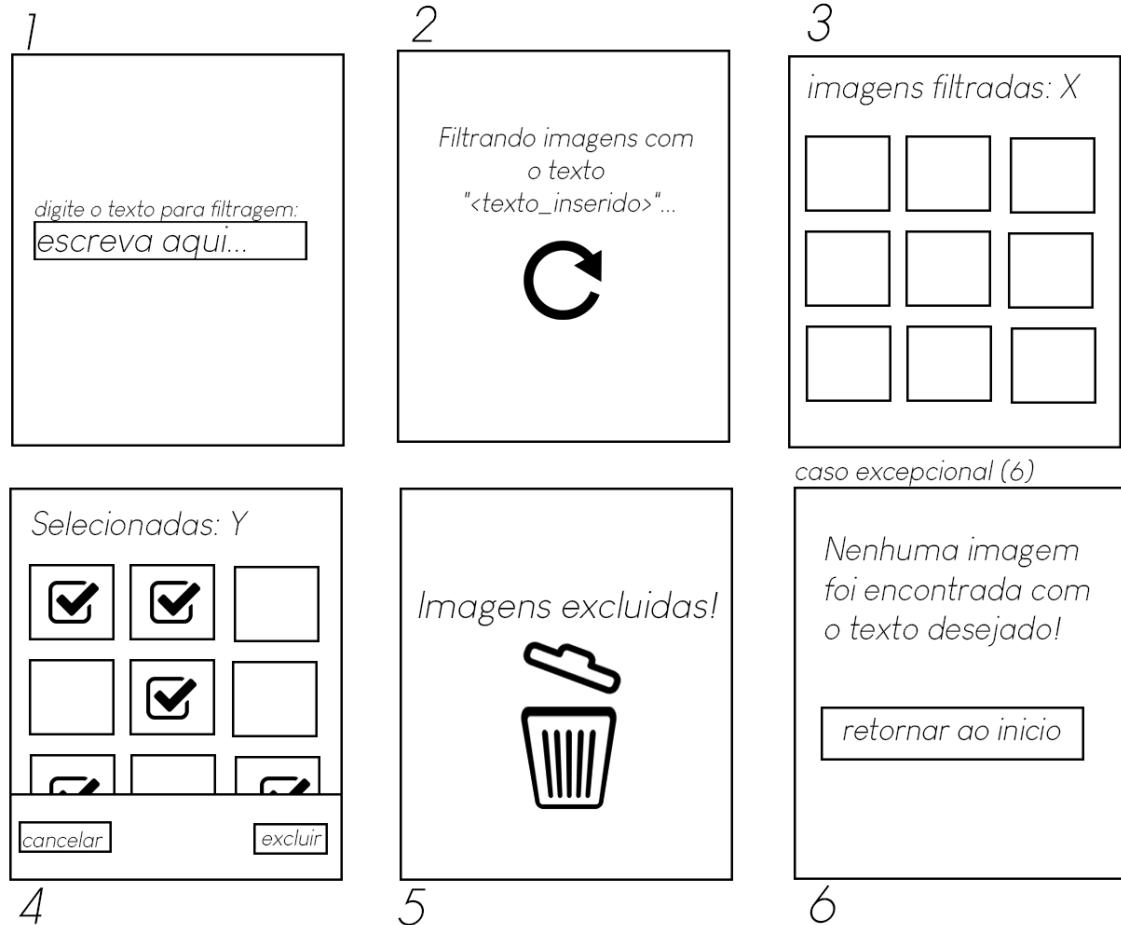 1
digite o texto para filtragem:
escreva aqui...
2
Filtrando imagens com
o texto
"<texto_inserido>"...
3
imagens filtradas: X
Selecionadas: Y
cancelar
excluir
4
Imagens excluidas!
5
caso excepcional (6)
Nenhuma imagem
foi encontrada com
o texto desejado!
retornar ao inicio
6